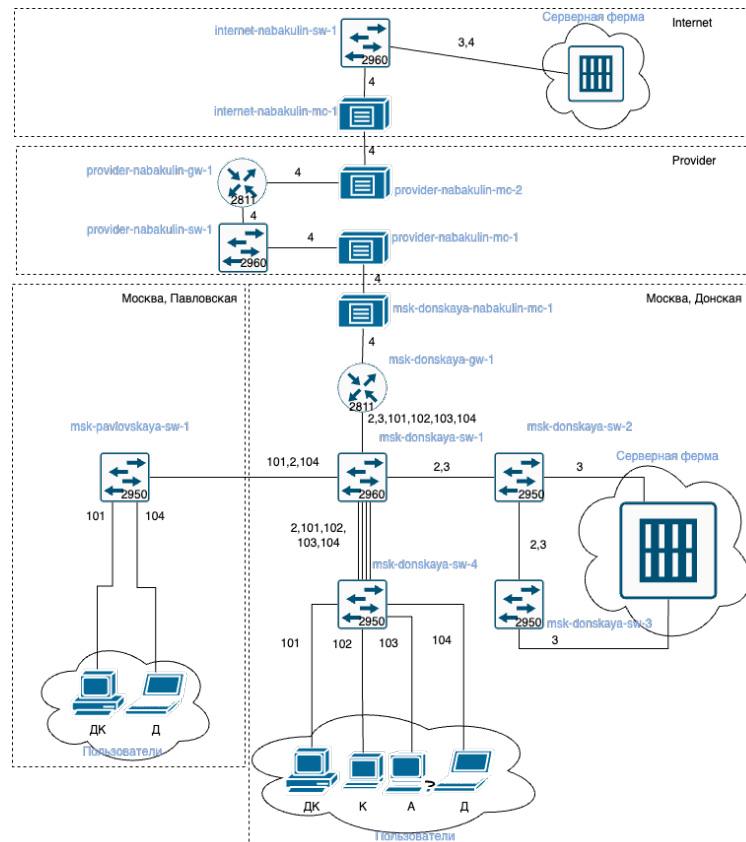 Серверная ферма
Internet
internet-nabakulin-sw-1
3,4
2960
4
internet-nabakulin-mc-1
4
Provider
provider-nabakulin-gw-1
4
provider-nabakulin-mc-2
2811
4
provider-nabakulin-sw-1
4
provider-nabakulin-mc-1
2960
4
Москва, Павловская
Москва, Донская
msk-donskaya-nabakulin-mc-1
4
msk-donskaya-gw-1
2811
2,3,101,102,103,104
msk-pavlovskaya-sw-1
msk-donskaya-sw-1
msk-donskaya-sw-2
Серверная ферма
101,2,104
2,3
3
2950
2960
2950
101
104
2,101,102,
103,104
2,3
msk-donskaya-sw-4
2950
2950
msk-donskaya-sw-3
101
102
103
104
3
ДК
Д
Пользователи
ДК
К
А
Д
Пользователи